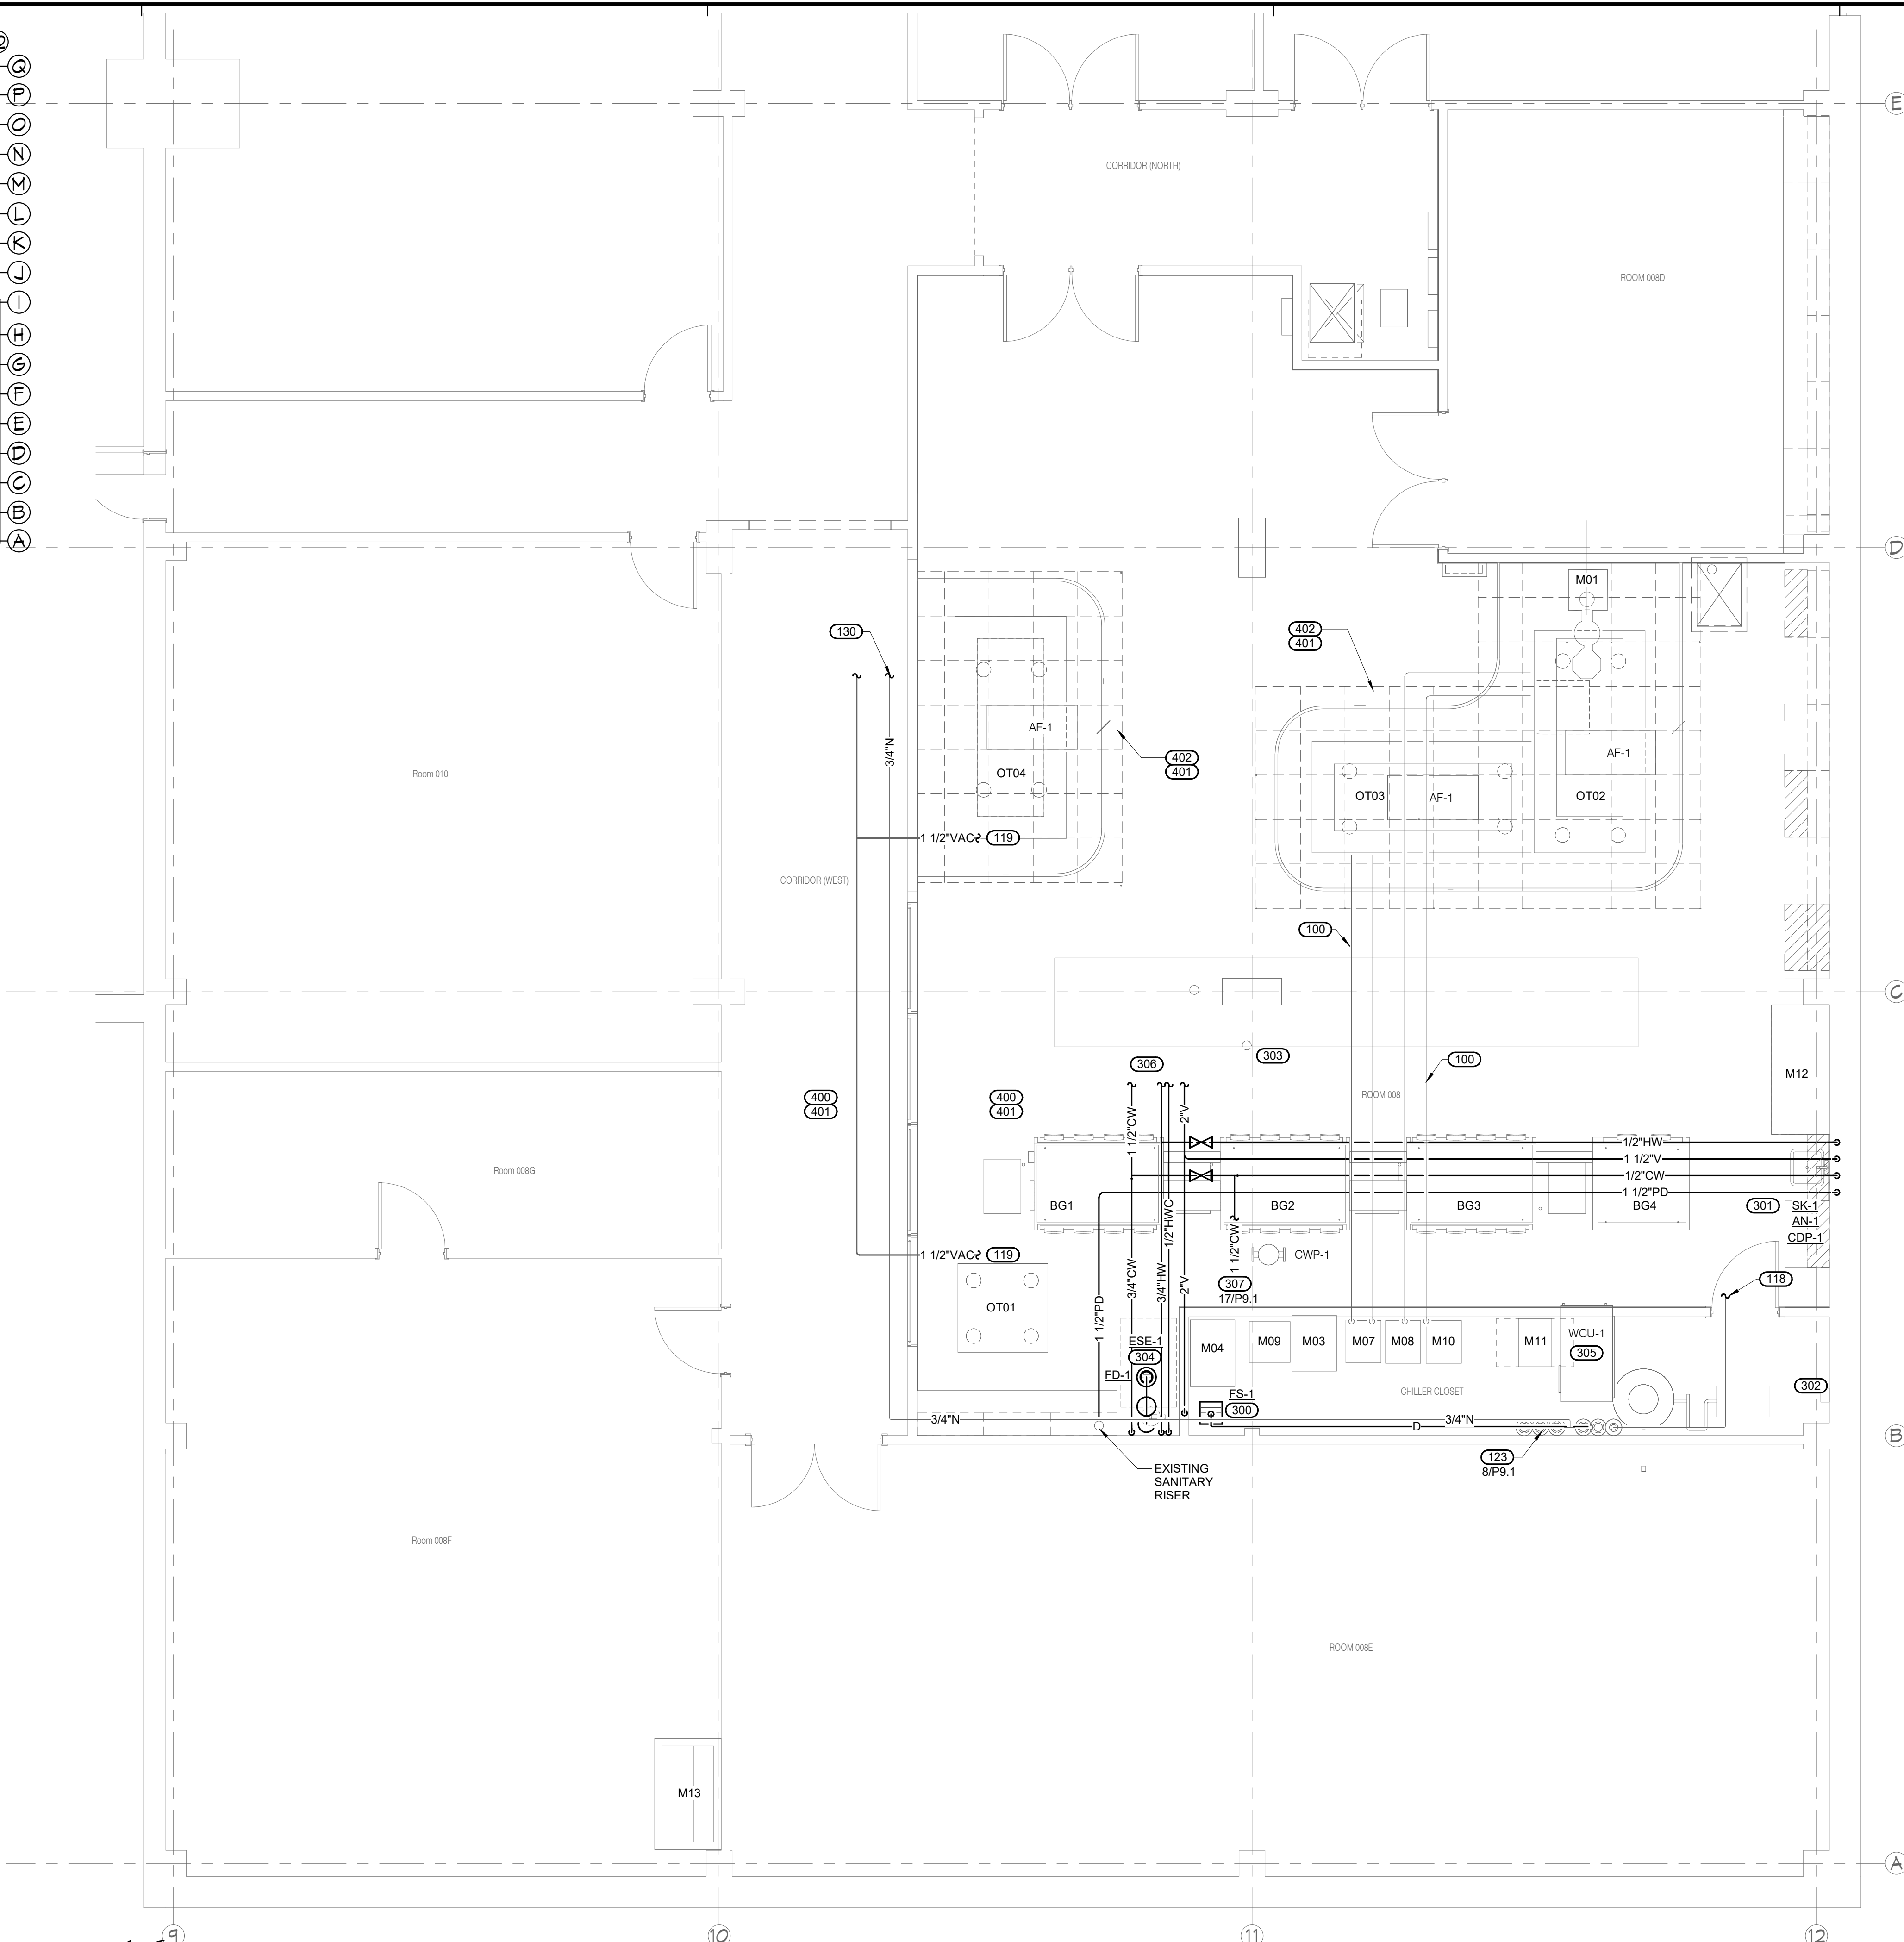 2
Q
P
O
N
M
L
K
J
I
H
G
F
E
D
C
B
A
E
CORRIDOR (NORTH)
ROOM 008D
D
M01
130
402
401
3/4"N
AF-1
AF-1
402
401
Room 010
OT04
OT03
AF-1
OT02
1 1/2"VAC
119
CORRIDOR (WEST)
100
C
303
100
306
M12
400
401
400
401
ROOM 008
1 1/2"CW
2"V
1/2"HW
1 1/2"V
1/2"CW
1 1/2"PD
Room 008G
BG1
BG2
BG3
BG4
301
SK-1
AN-1
CDP-1
1/2"HWC
1 1/2"CW
1 1/2"VAC
119
CWP-1
3/4"CW
3/4"HW
2"V
307
17/P9.1
118
OT01
1 1/2"PD
ESE-1
304
M04
M09
M03
M07
M08
M10
M11
WCU-1
305
FD-1
302
FS-1
300
CHILLER CLOSET
3/4"N
D
3/4"N
B
123
8/P9.1
EXISTING
SANITARY
RISER
Room 008F
ROOM 008E
M13
A
9
10
11
12